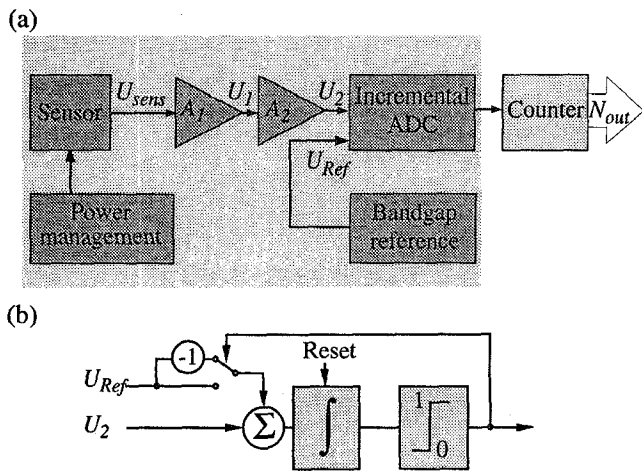 (a)
Sensor
U_sens
A_1
U_1
A_2
U_2
Incremental
ADC
Counter
N_out
U_Ref
Power
management
Bandgap
reference
(b)
-1
Reset
U_Ref
U_2
Σ
∫
1
0